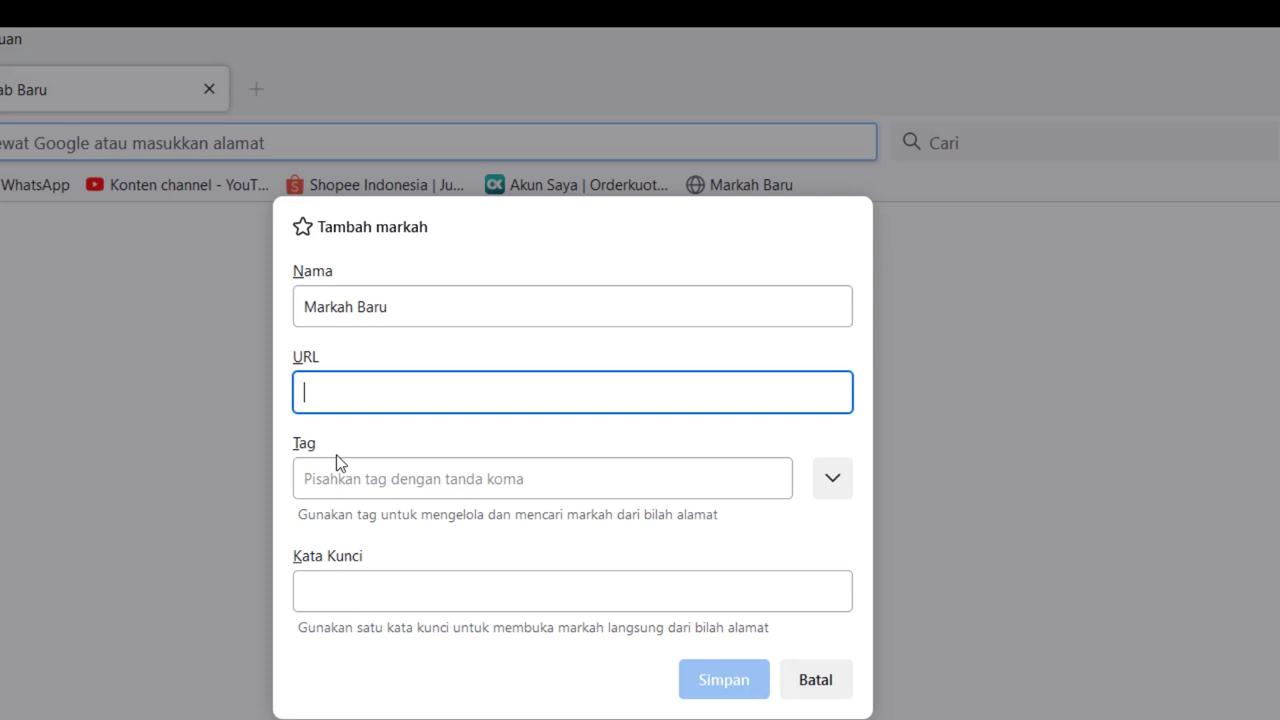 uan
ab Baru
ewat Google atau masukkan alamat
Cari
WhatsApp
Konten channel - YouT...
Shopee Indonesia | Ju...
Akun Saya | Orderkuot...
Markah Baru
Tambah markah
Nama
Markah Baru
URL
Tag
Pisahkan tag dengan tanda koma
Gunakan tag untuk mengelola dan mencari markah dari bilah alamat
Kata Kunci
Gunakan satu kata kunci untuk membuka markah langsung dari bilah alamat
Simpan
Batal